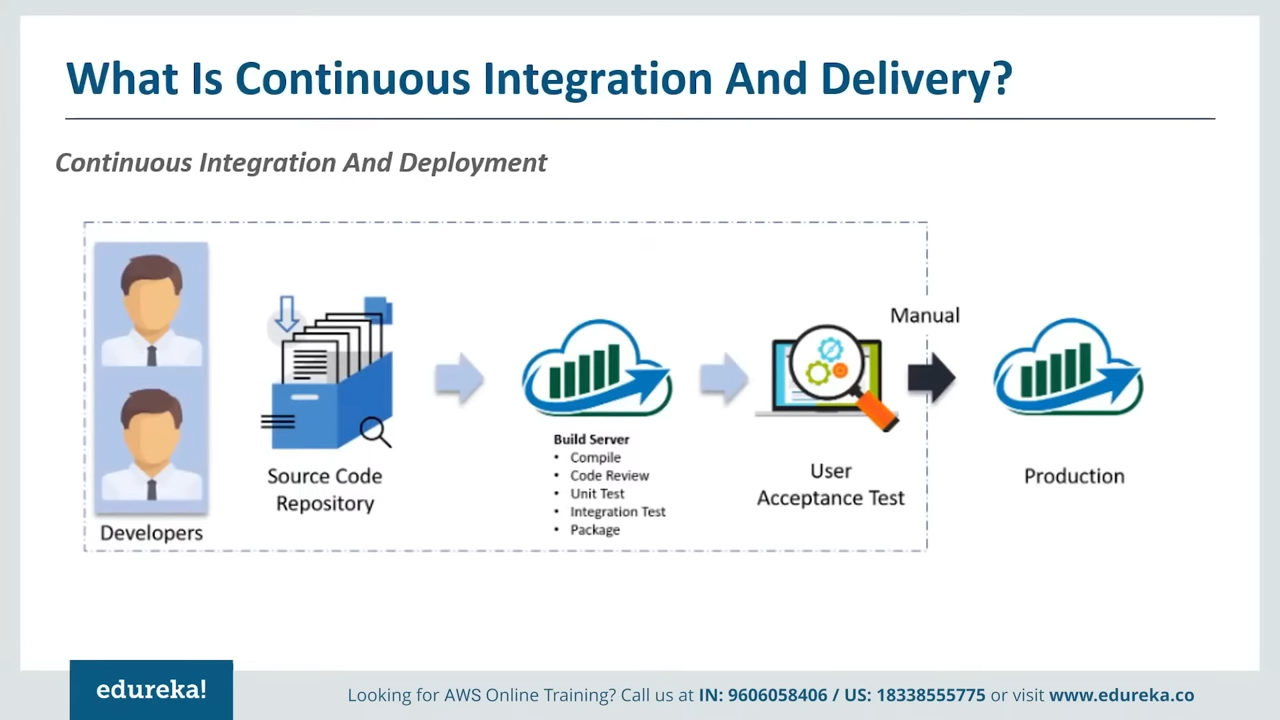 What Is Continuous Integration And Delivery?
Continuous Integration And Deployment
Developers
Source Code
Repository
Build Server
• Compile
• Code Review
• Unit Test
• Integration Test
• Package
User
Acceptance Test
Manual
Production
edureka!
Looking for AWS Online Training? Call us at IN: 9606058406 / US: 18338555775 or visit www.edureka.co